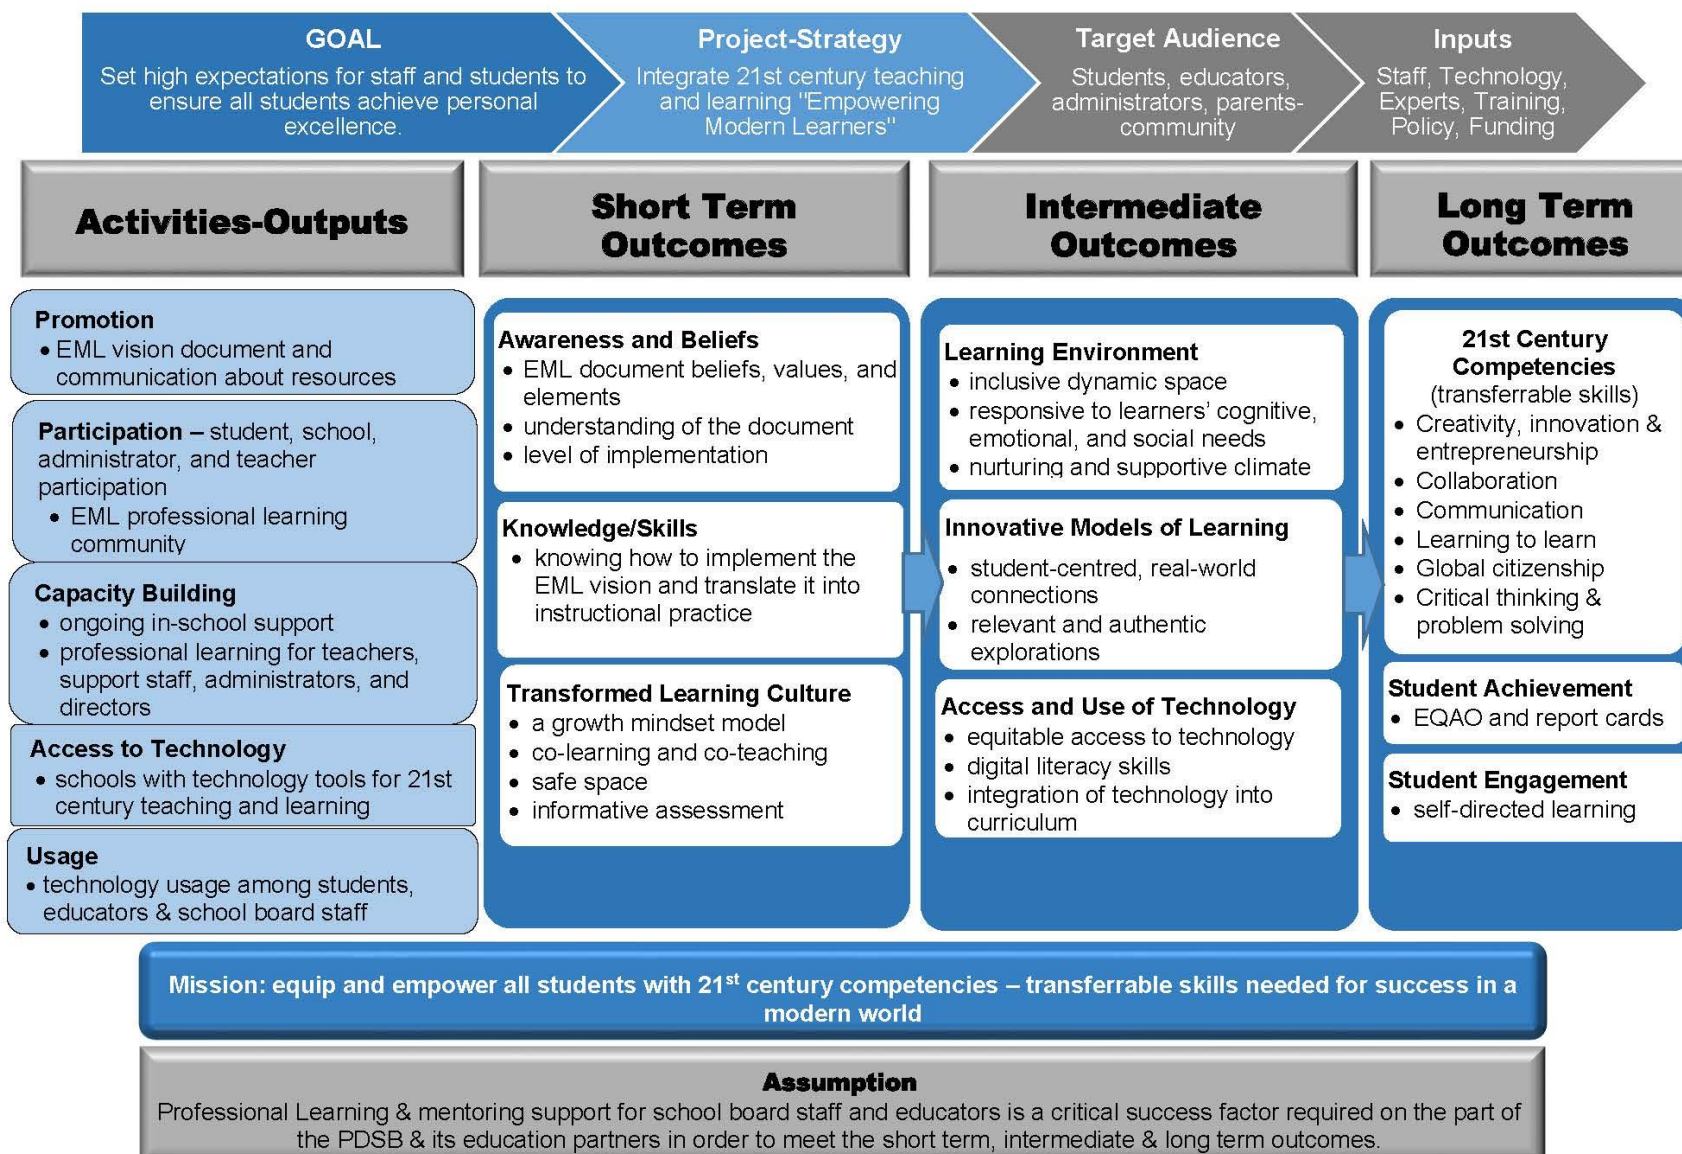 GOAL
Set high expectations for staff and students to
ensure all students achieve personal
excellence.
Project-Strategy
Integrate 21st century teaching
and learning "Empowering
Modern Learners"
Target Audience
Students, educators,
administrators, parents-
community
Inputs
Staff, Technology,
Experts, Training,
Policy, Funding
Activities-Outputs
Short Term
Outcomes
Intermediate
Outcomes
Long Term
Outcomes
Promotion
• EML vision document and
communication about resources
Participation – student, school,
administrator, and teacher
participation
• EML professional learning
community
Capacity Building
• ongoing in-school support
• professional learning for teachers,
support staff, administrators, and
directors
Access to Technology
• schools with technology tools for 21st
century teaching and learning
Usage
• technology usage among students,
educators & school board staff
Awareness and Beliefs
• EML document beliefs, values, and
elements
• understanding of the document
• level of implementation
Knowledge/Skills
• knowing how to implement the
EML vision and translate it into
instructional practice
Transformed Learning Culture
• a growth mindset model
• co-learning and co-teaching
• safe space
• informative assessment
Learning Environment
• inclusive dynamic space
• responsive to learners’ cognitive,
emotional, and social needs
• nurturing and supportive climate
Innovative Models of Learning
• student-centred, real-world
connections
• relevant and authentic
explorations
Access and Use of Technology
• equitable access to technology
• digital literacy skills
• integration of technology into
curriculum
21st Century
Competencies
(transferrable skills)
• Creativity, innovation &
entrepreneurship
• Collaboration
• Communication
• Learning to learn
• Global citizenship
• Critical thinking &
problem solving
Student Achievement
• EQAO and report cards
Student Engagement
• self-directed learning
Mission: equip and empower all students with 21st century competencies – transferrable skills needed for success in a
modern world
Assumption
Professional Learning & mentoring support for school board staff and educators is a critical success factor required on the part of
the PDSB & its education partners in order to meet the short term, intermediate & long term outcomes.